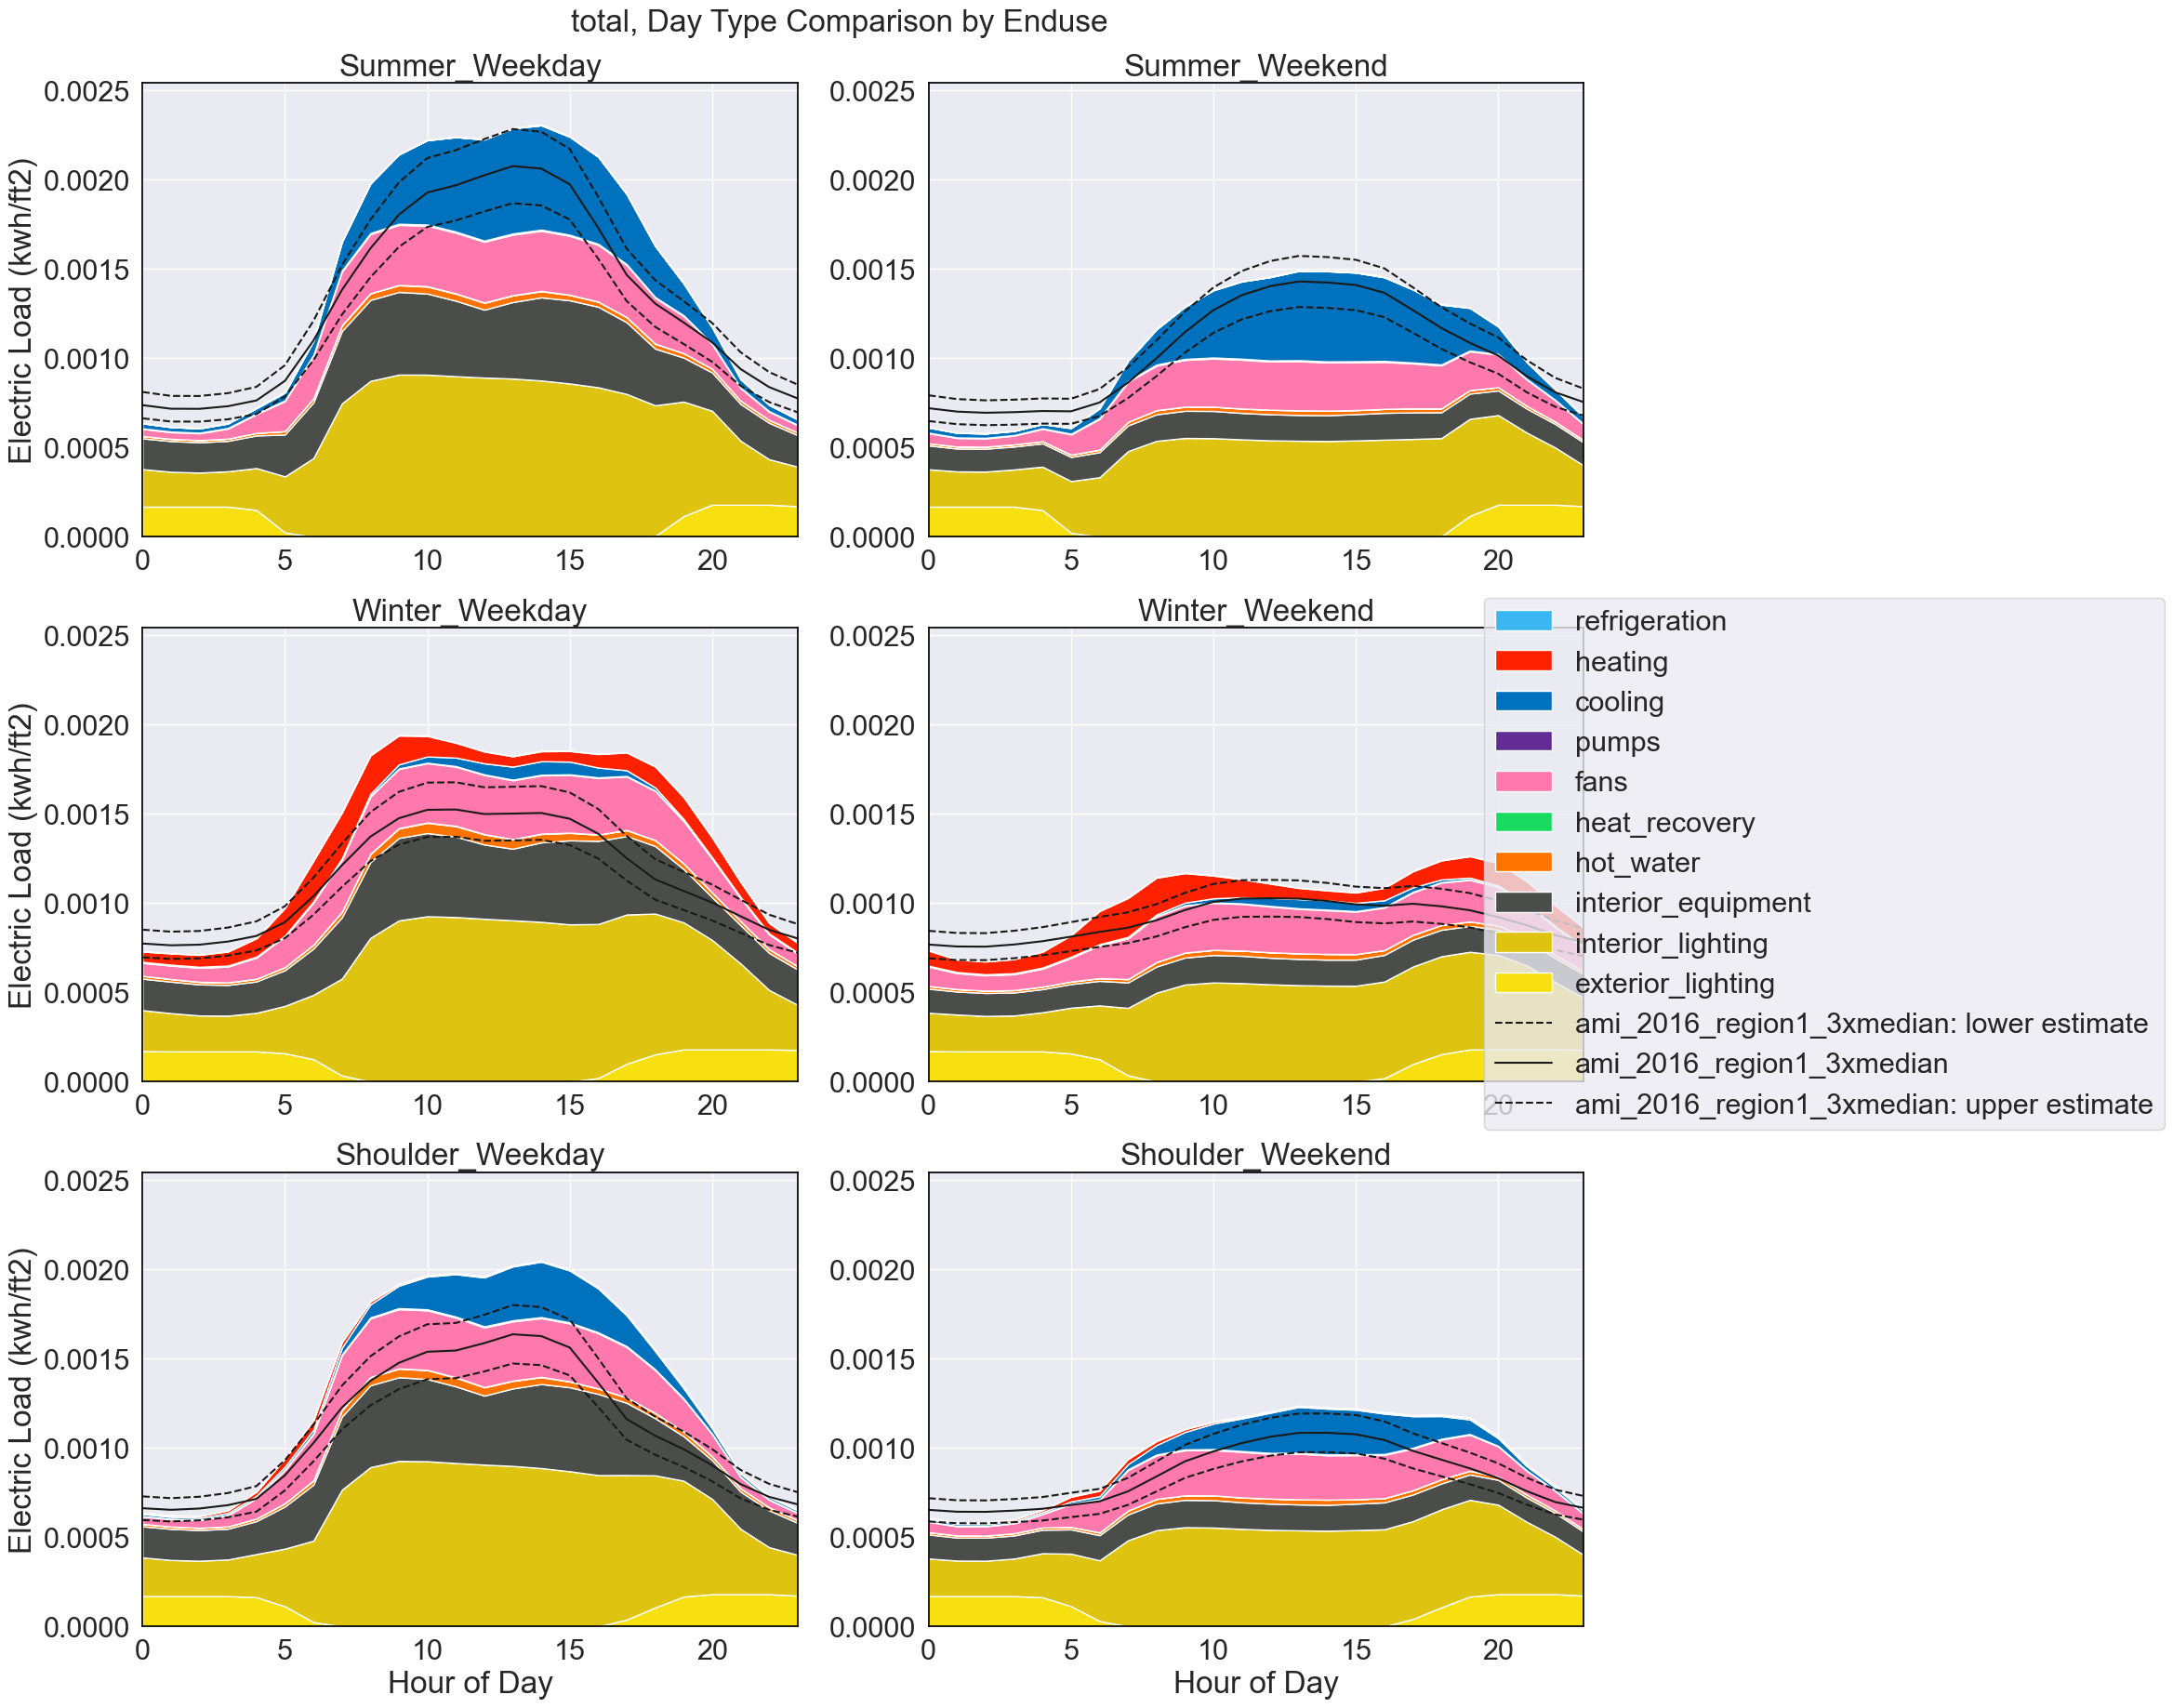 total, Day Type Comparison by Enduse
Summer_Weekday
Summer_Weekend
Electric Load (kwh/ft2)
0.0025
0.0020
0.0015
0.0010
0.0005
0.0000
0 5 10 15 20
0.0025
0.0020
0.0015
0.0010
0.0005
0.0000
0 5 10 15 20
Winter_Weekday
Winter_Weekend
Electric Load (kwh/ft2)
0.0025
0.0020
0.0015
0.0010
0.0005
0.0000
0 5 10 15 20
0.0025
0.0020
0.0015
0.0010
0.0005
0.0000
0 5 10 15 20
refrigeration
heating
cooling
pumps
fans
heat_recovery
hot_water
interior_equipment
interior_lighting
exterior_lighting
ami_2016_region1_3xmedian: lower estimate
ami_2016_region1_3xmedian
ami_2016_region1_3xmedian: upper estimate
Shoulder_Weekday
Shoulder_Weekend
Electric Load (kwh/ft2)
0.0025
0.0020
0.0015
0.0010
0.0005
0.0000
0 5 10 15 20
Hour of Day
0.0025
0.0020
0.0015
0.0010
0.0005
0.0000
0 5 10 15 20
Hour of Day